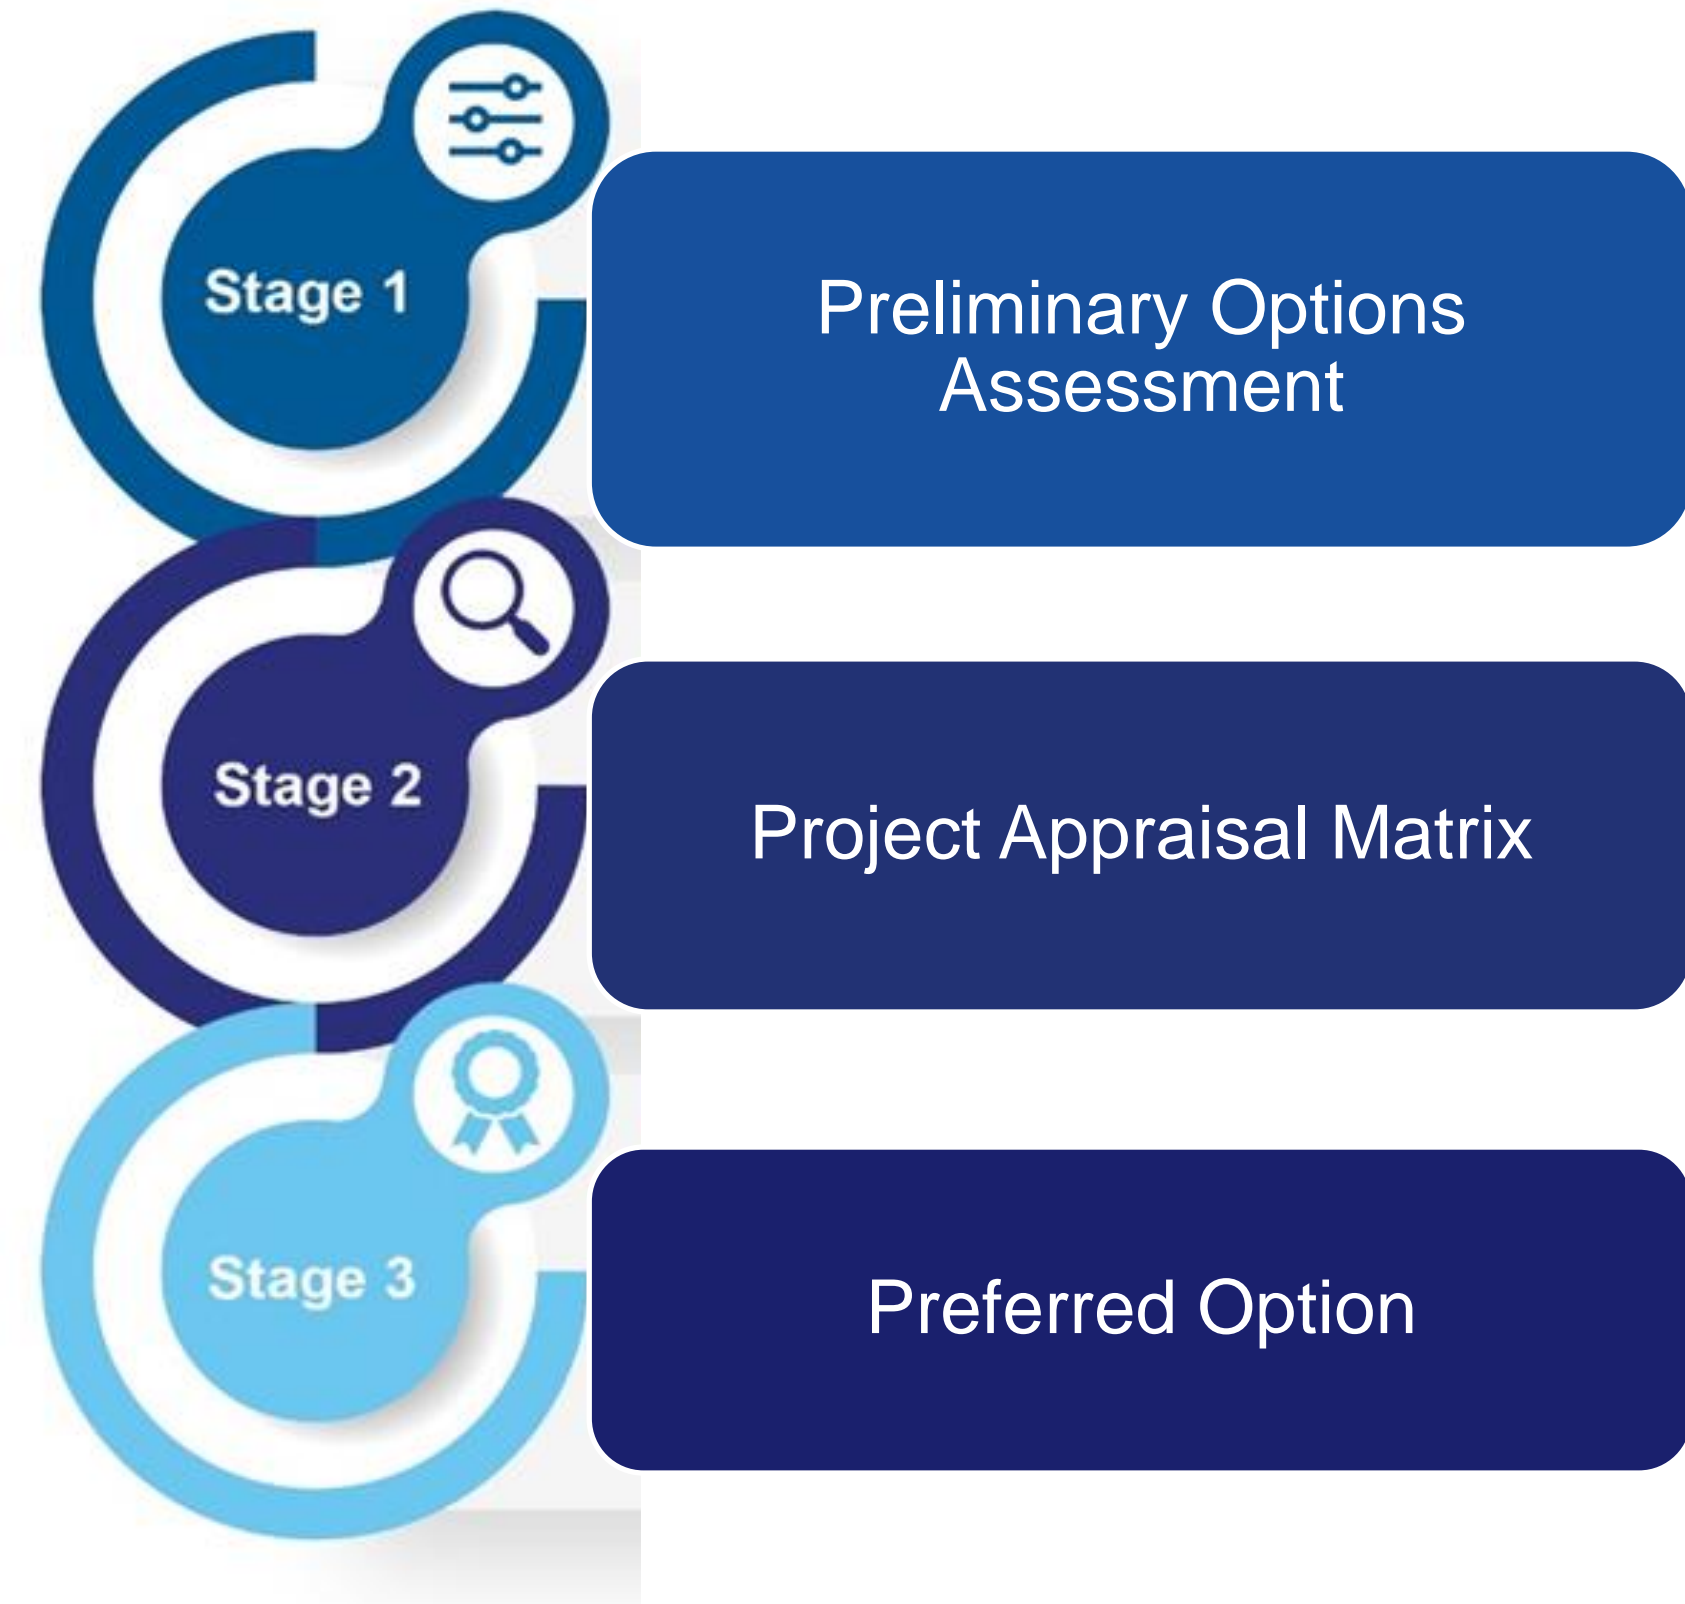 Stage 1
Preliminary Options
Assessment
Stage 2
Project Appraisal Matrix
Stage 3
Preferred Option